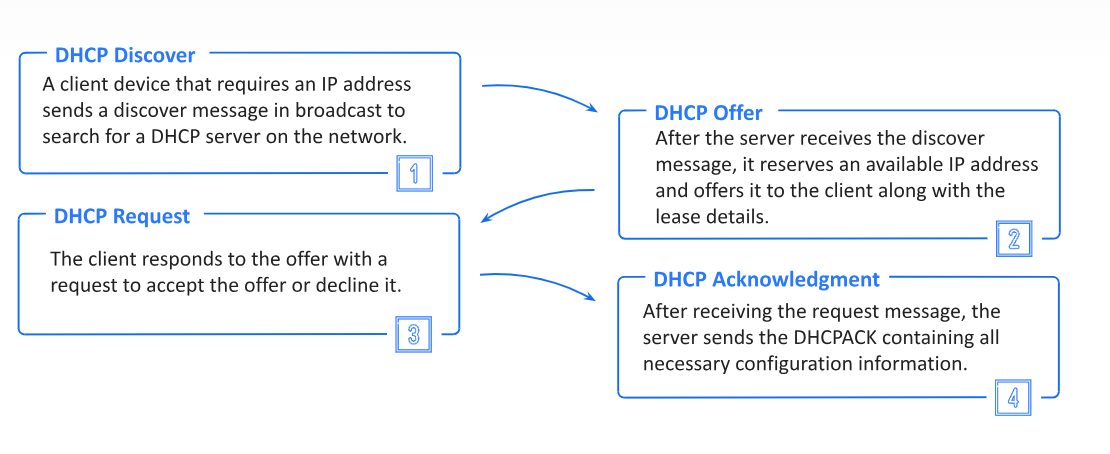 DHCP Discover
A client device that requires an IP address
sends a discover message in broadcast to
search for a DHCP server on the network.
1
DHCP Offer
After the server receives the discover
message, it reserves an available IP address
and offers it to the client along with the
lease details.
2
DHCP Request
The client responds to the offer with a
request to accept the offer or decline it.
3
DHCP Acknowledgment
After receiving the request message, the
server sends the DHCPACK containing all
necessary configuration information.
4